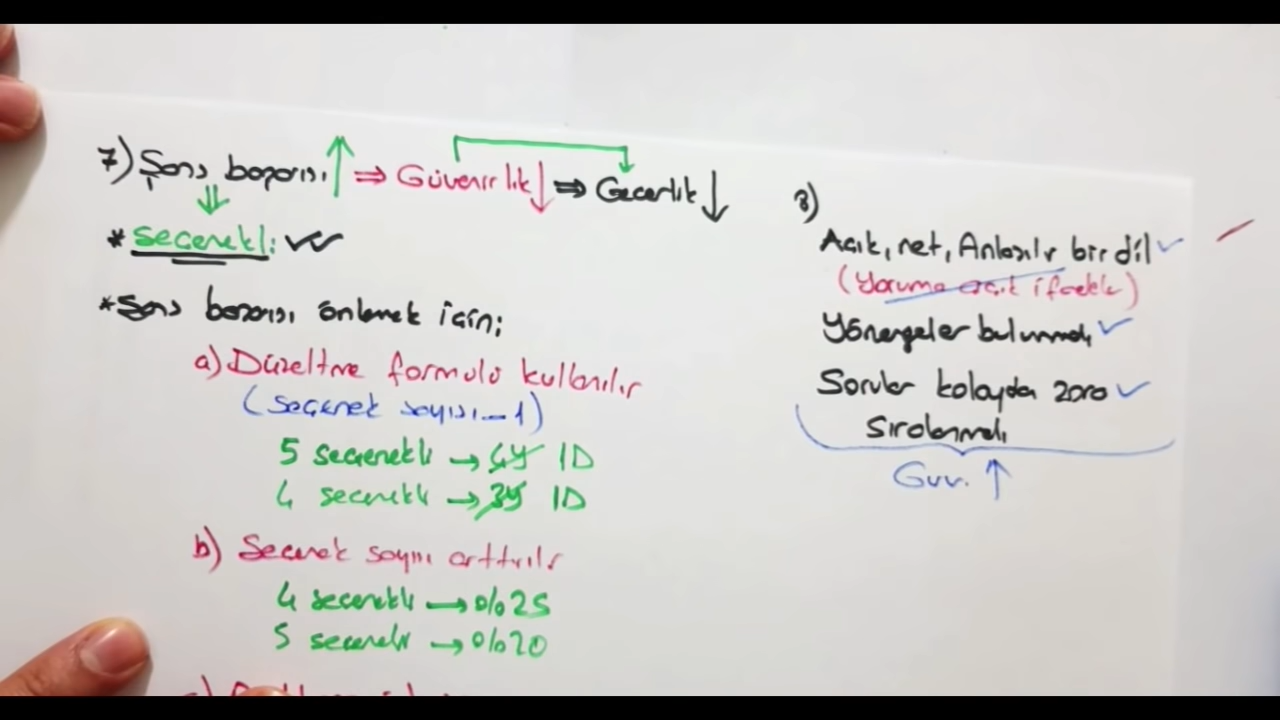 7) Şans başarısı ↑ ⇒ Güvenirlik ↓ ⇒ Geçerlik ↓
* Seçenekli
* Şans başarısı önlemek için;
a) Düzeltme formülü kullanılır
(Seçenek sayısı - 1)
5 seçenekli → 4Y 1D
4 seçenekli → 3Y 1D
b) Seçenek sayısı arttırılır
4 seçenekli → %25
5 seçenekli → %20
8)
Açık, net, Anlaşılır bir dil ✓
(Yoruma açık ifadeler)
Yönergeler bulunmalı ✓
Sorular kolaydan zora ✓
Sıralanmalı
Guv. ↑